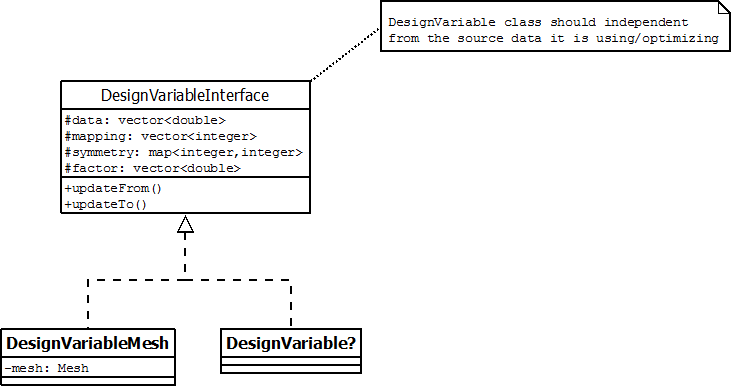 DesignVariable class should independent
from the source data it is using/optimizing
DesignVariableInterface
#data: vector<double>
#mapping: vector<integer>
#symmetry: map<integer,integer>
#factor: vector<double>
+updateFrom()
+updateTo()
DesignVariableMesh
-mesh: Mesh
DesignVariable?